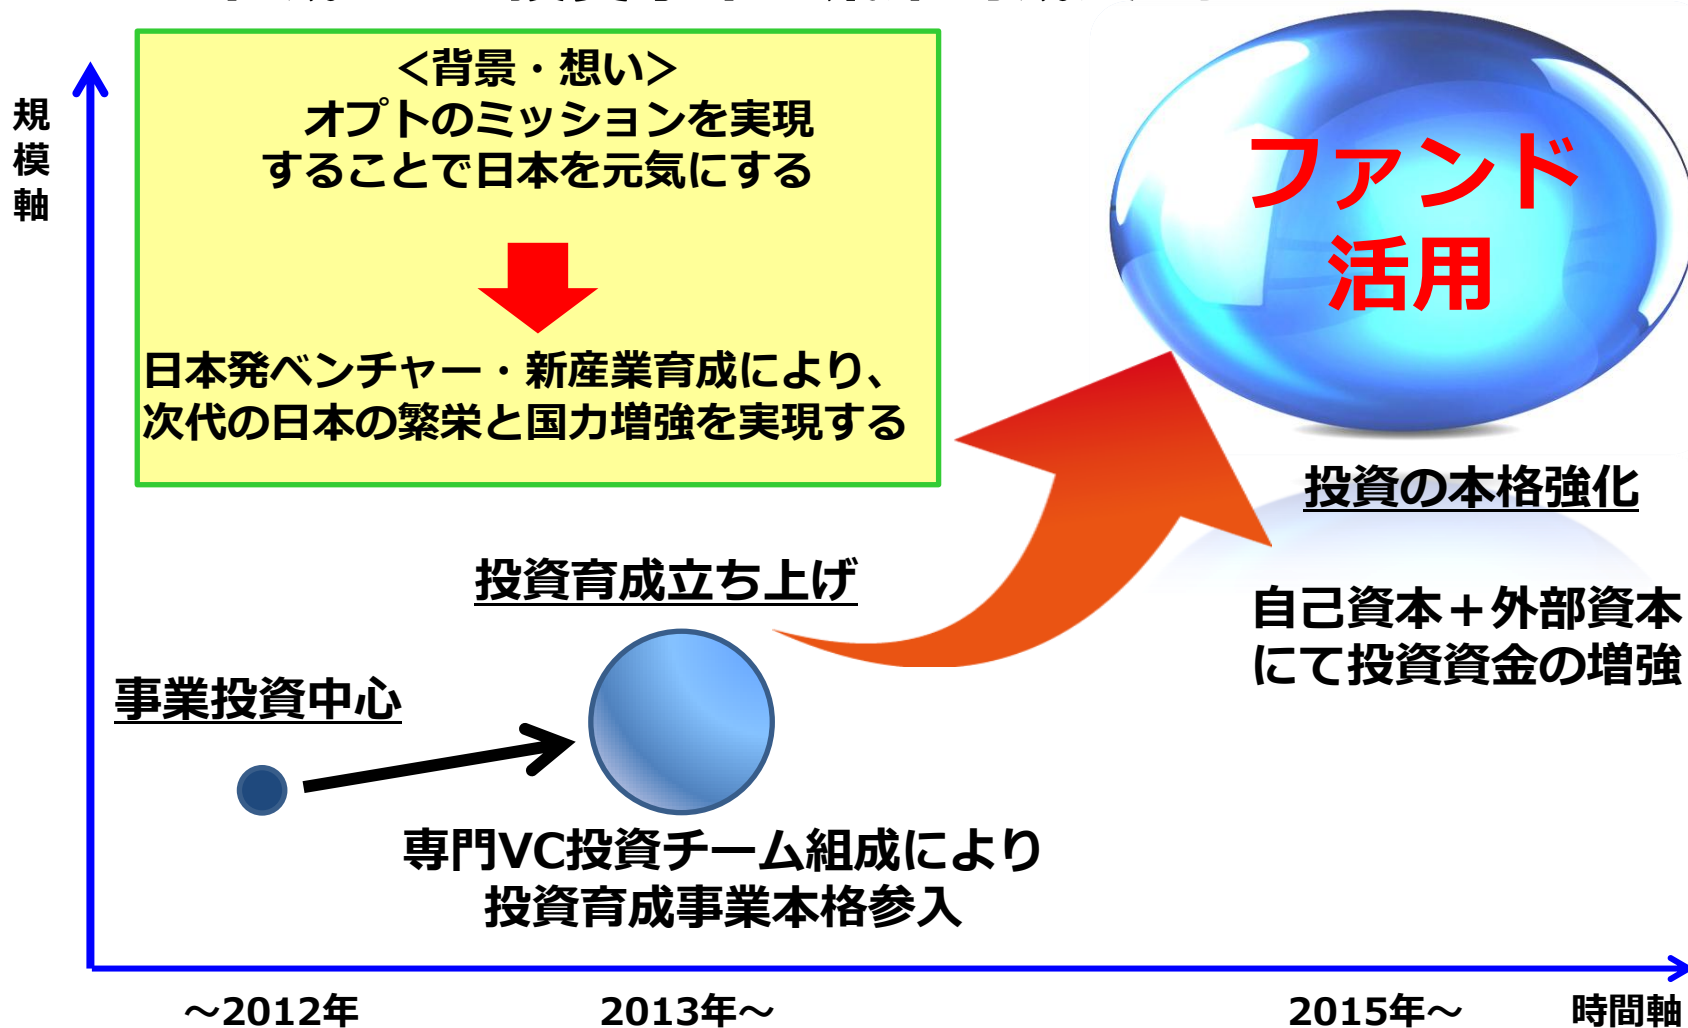 規模軸
＜背景・想い＞
オプトのミッションを実現
することで日本を元気にする
日本発ベンチャー・新産業育成により、
次代の日本の繁栄と国力増強を実現する
ファンド
活用
投資の本格強化
自己資本＋外部資本
にて投資資金の増強
投資育成立ち上げ
事業投資中心
専門VC投資チーム組成により
投資育成事業本格参入
～2012年
2013年～
2015年～
時間軸